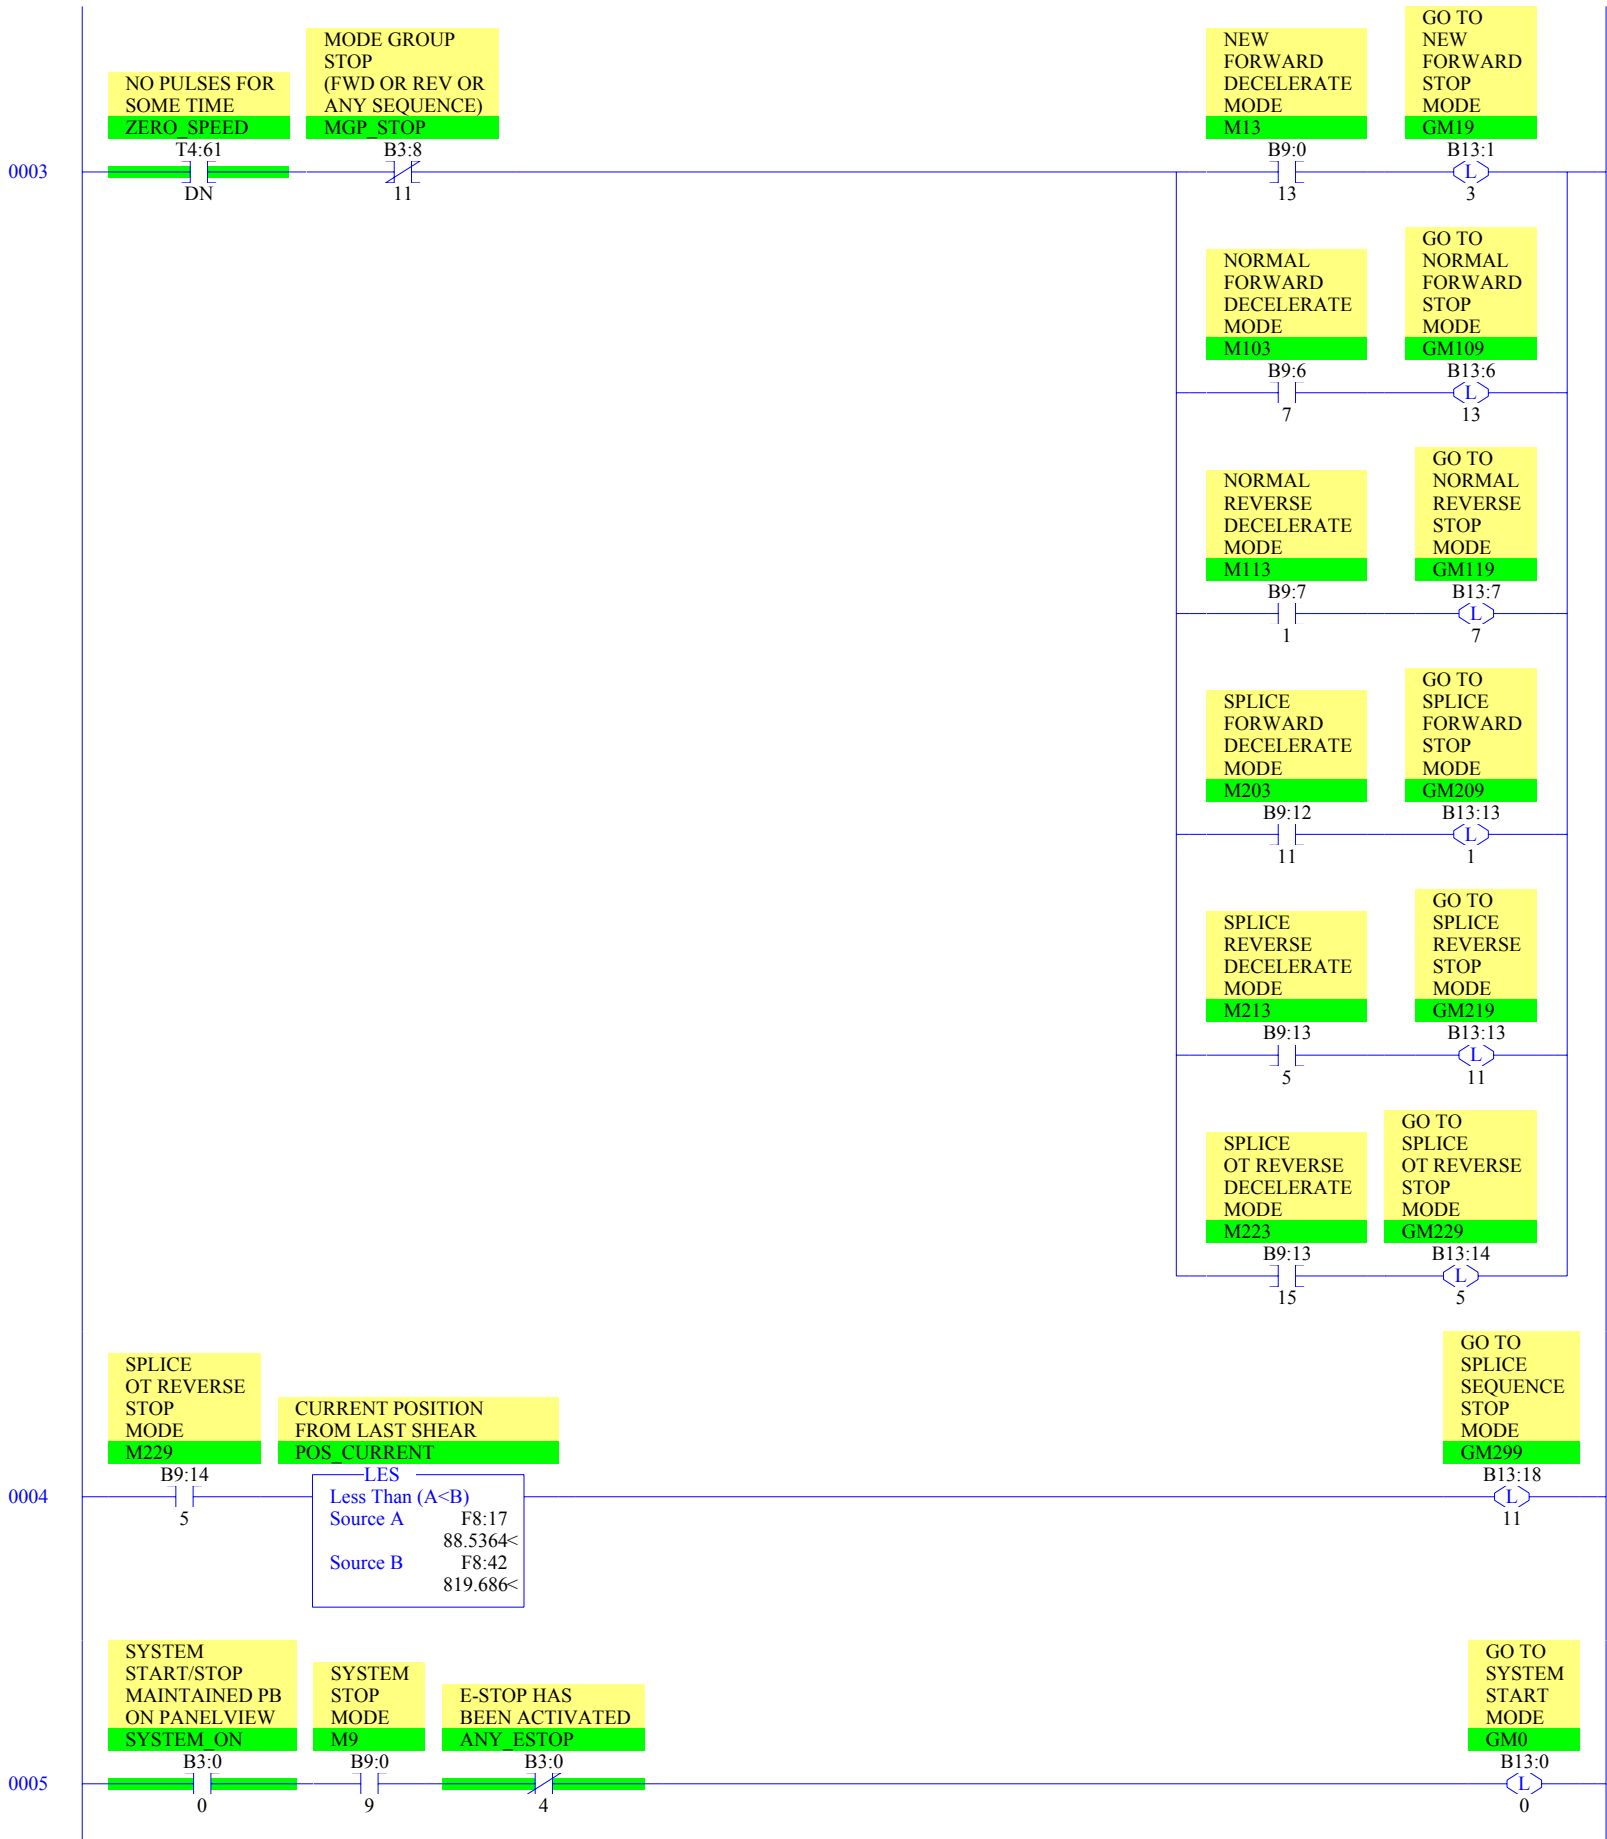 NO PULSES FOR
SOME TIME
ZERO_SPEED
T4:61
DN
MODE GROUP
STOP
(FWD OR REV OR
ANY SEQUENCE)
MGP_STOP
B3:8
11
NEW
FORWARD
DECELERATE
MODE
M13
B9:0
13
GO TO
NEW
FORWARD
STOP
MODE
GM19
B13:1
L
3
0003
NORMAL
FORWARD
DECELERATE
MODE
M103
B9:6
7
GO TO
NORMAL
FORWARD
STOP
MODE
GM109
B13:6
L
13
NORMAL
REVERSE
DECELERATE
MODE
M113
B9:7
1
GO TO
NORMAL
REVERSE
STOP
MODE
GM119
B13:7
L
7
SPLICE
FORWARD
DECELERATE
MODE
M203
B9:12
11
GO TO
SPLICE
FORWARD
STOP
MODE
GM209
B13:13
L
1
SPLICE
REVERSE
DECELERATE
MODE
M213
B9:13
5
GO TO
SPLICE
REVERSE
STOP
MODE
GM219
B13:13
L
11
SPLICE
OT REVERSE
DECELERATE
MODE
M223
B9:13
15
GO TO
SPLICE
OT REVERSE
STOP
MODE
GM229
B13:14
L
5
0004
SPLICE
OT REVERSE
STOP
MODE
M229
B9:14
5
CURRENT POSITION
FROM LAST SHEAR
POS_CURRENT
LES
Less Than (A<B)
Source A F8:17
88.5364<
Source B F8:42
819.686<
GO TO
SPLICE
SEQUENCE
STOP
MODE
GM299
B13:18
L
11
0005
SYSTEM
START/STOP
MAINTAINED PB
ON PANELVIEW
SYSTEM_ON
B3:0
0
SYSTEM
STOP
MODE
M9
B9:0
9
E-STOP HAS
BEEN ACTIVATED
ANY_ESTOP
B3:0
4
GO TO
SYSTEM
START
MODE
GM0
B13:0
L
0